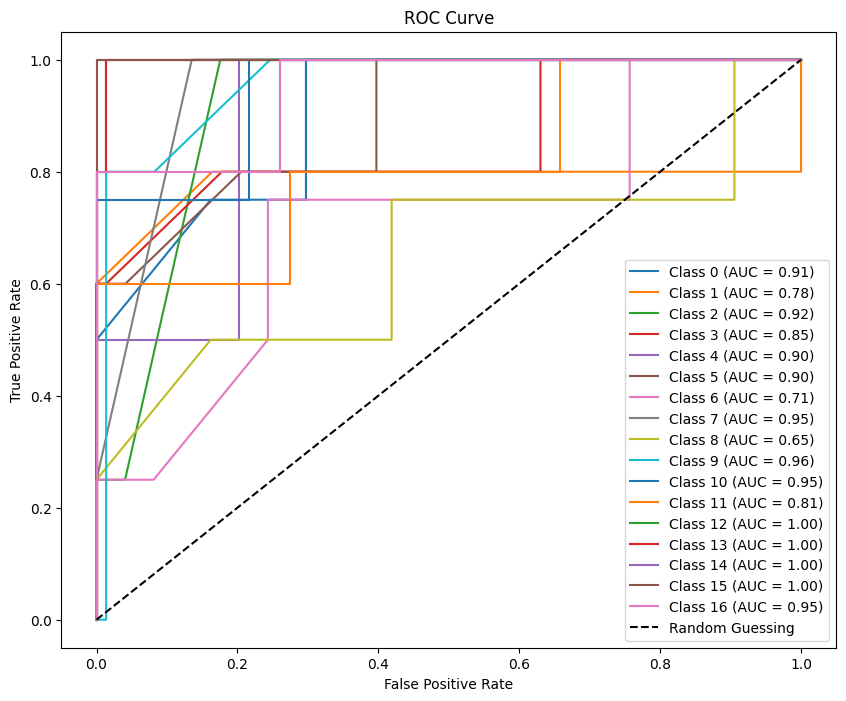 ROC Curve
True Positive Rate
1.0
0.8
0.6
0.4
0.2
0.0
0.0 0.2 0.4 0.6 0.8 1.0
False Positive Rate
Class 0 (AUC = 0.91)
Class 1 (AUC = 0.78)
Class 2 (AUC = 0.92)
Class 3 (AUC = 0.85)
Class 4 (AUC = 0.90)
Class 5 (AUC = 0.90)
Class 6 (AUC = 0.71)
Class 7 (AUC = 0.95)
Class 8 (AUC = 0.65)
Class 9 (AUC = 0.96)
Class 10 (AUC = 0.95)
Class 11 (AUC = 0.81)
Class 12 (AUC = 1.00)
Class 13 (AUC = 1.00)
Class 14 (AUC = 1.00)
Class 15 (AUC = 1.00)
Class 16 (AUC = 0.95)
Random Guessing